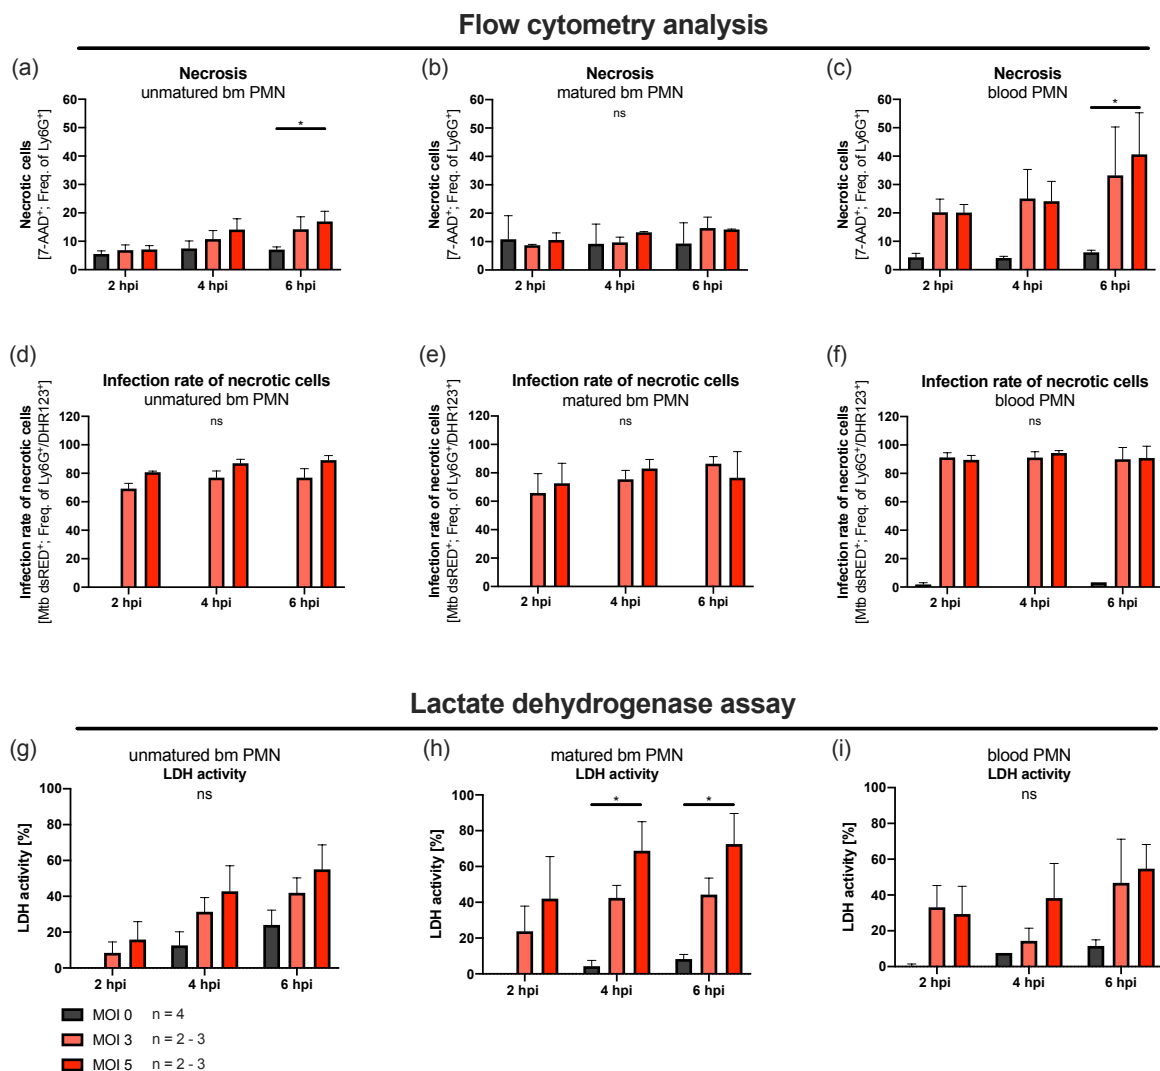 Flow cytometry analysis
(a)
Necrosis
unmatured bm PMN
Necrotic cells
[7-AAD⁺; Freq. of Ly6G⁺]
60
50
40
30
20
10
0
*
2 hpi 4 hpi 6 hpi
(b)
Necrosis
matured bm PMN
ns
Necrotic cells
[7-AAD⁺; Freq. of Ly6G⁺]
60
50
40
30
20
10
0
2 hpi 4 hpi 6 hpi
(c)
Necrosis
blood PMN
Necrotic cells
[7-AAD⁺; Freq. of Ly6G⁺]
60
50
40
30
20
10
0
*
2 hpi 4 hpi 6 hpi
(d)
Infection rate of necrotic cells
unmatured bm PMN
ns
Infection rate of necrotic cells
[Mtb dsRED⁺; Freq. of Ly6G⁺/DHR123⁺]
120
100
80
60
40
20
0
2 hpi 4 hpi 6 hpi
(e)
Infection rate of necrotic cells
matured bm PMN
ns
Infection rate of necrotic cells
[Mtb dsRED⁺; Freq. of Ly6G⁺/DHR123⁺]
120
100
80
60
40
20
0
2 hpi 4 hpi 6 hpi
(f)
Infection rate of necrotic cells
blood PMN
ns
Infection rate of necrotic cells
[Mtb dsRED⁺; Freq. of Ly6G⁺/DHR123⁺]
120
100
80
60
40
20
0
2 hpi 4 hpi 6 hpi
Lactate dehydrogenase assay
(g)
unmatured bm PMN
LDH activity
ns
LDH activity [%]
100
80
60
40
20
0
2 hpi 4 hpi 6 hpi
(h)
matured bm PMN
LDH activity
LDH activity [%]
100
80
60
40
20
0
* *
2 hpi 4 hpi 6 hpi
(i)
blood PMN
LDH activity
ns
LDH activity [%]
100
80
60
40
20
0
2 hpi 4 hpi 6 hpi
MOI 0 n = 4
MOI 3 n = 2 - 3
MOI 5 n = 2 - 3